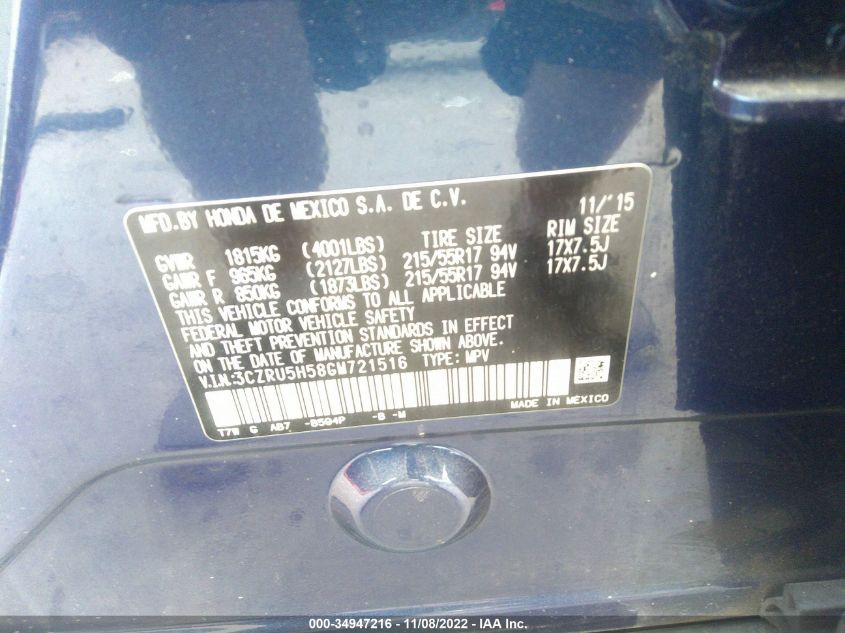 MFD.BY HONDA DE MEXICO S.A. DE C.V. 11/'15
TIRE SIZE RIM SIZE
GVWR 1815KG (4001LBS)
GAWR F 965KG (2127LBS) 215/55R17 94V 17X7.5J
GAWR R 850KG (1873LBS) 215/55R17 94V 17X7.5J
THIS VEHICLE CONFORMS TO ALL APPLICABLE
FEDERAL MOTOR VEHICLE SAFETY
AND THEFT PREVENTION STANDARDS IN EFFECT
ON THE DATE OF MANUFACTURE SHOWN ABOVE.
V.I.N.:3CZRU5H58GM721516 TYPE: MPV
T7W G AB7 -B594P -B -M MADE IN MEXICO
000-34947216 - 11/08/2022 - IAA Inc.